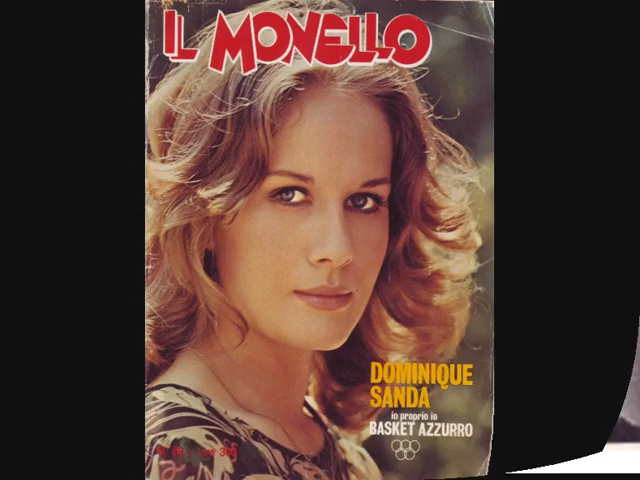 IL MONELLO
DOMINIQUE
SANDA
io proprio io
BASKET AZZURRO